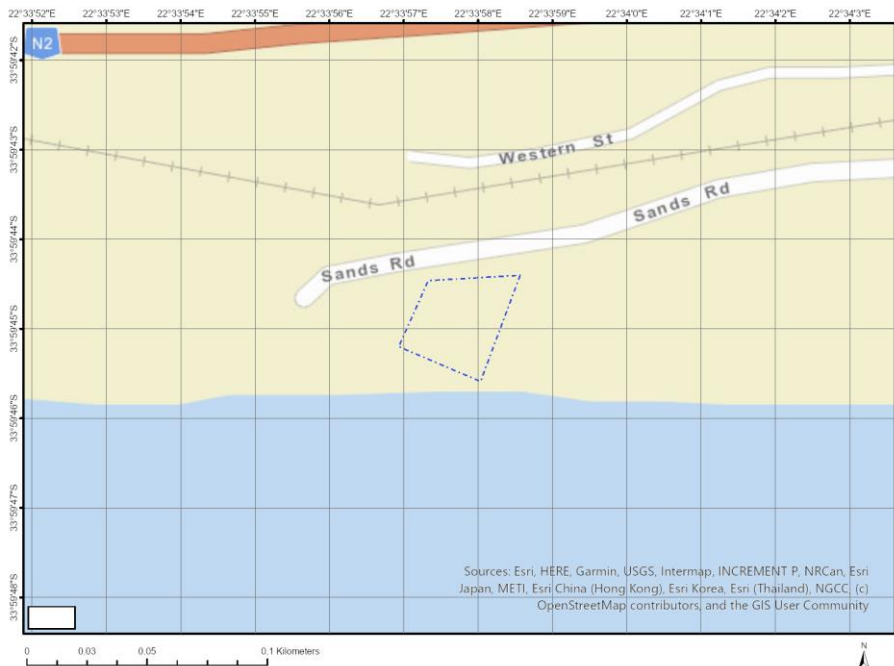 22°33'52"E 22°33'53"E 22°33'54"E 22°33'55"E 22°33'56"E 22°33'57"E 22°33'58"E 22°33'59"E 22°34'0"E 22°34'1"E 22°34'2"E 22°34'3"E
N2
33°59'42"S
33°59'43"S
Western St
Sands Rd
33°59'44"S
Sands Rd
33°59'45"S
33°59'46"S
33°59'47"S
33°59'48"S
Sources: Esri, HERE, Garmin, USGS, Intermap, INCREMENT P, NRCan, Esri
Japan, METI, Esri China (Hong Kong), Esri Korea, Esri (Thailand), NGCC, (c)
OpenStreetMap contributors, and the GIS User Community
0 0.03 0.05 0.1 Kilometers
N